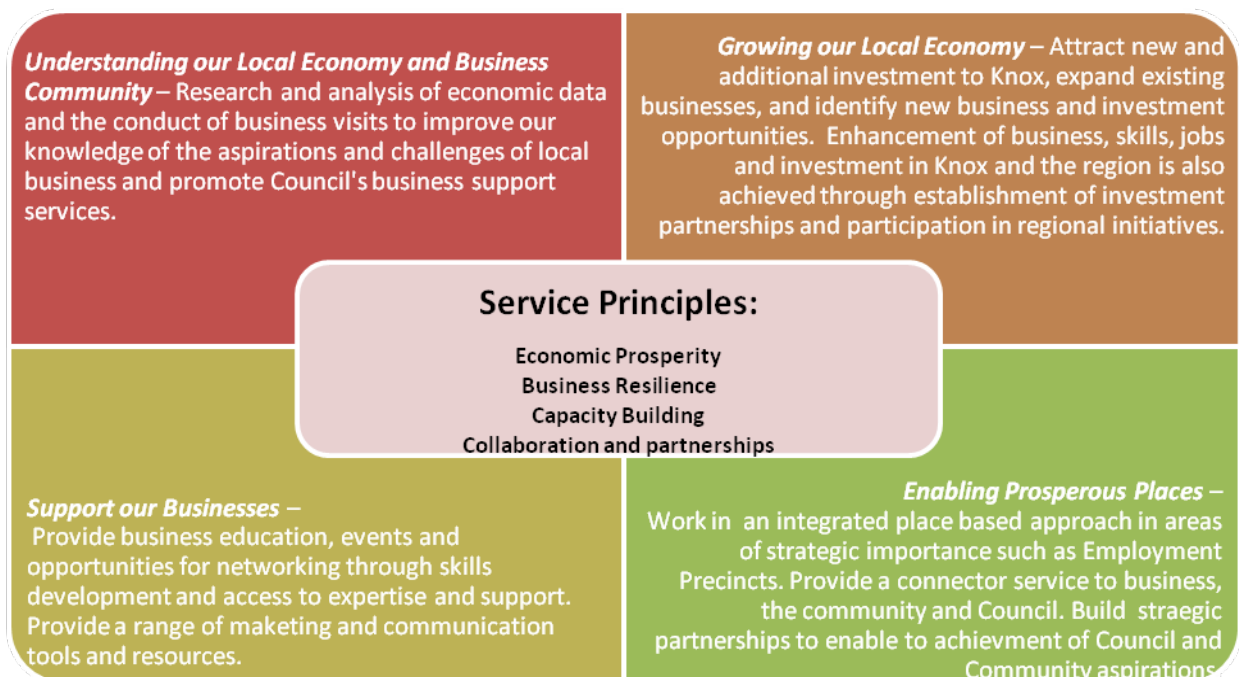 Understanding our Local Economy and Business
Community – Research and analysis of economic data
and the conduct of business visits to improve our
knowledge of the aspirations and challenges of local
business and promote Council's business support
services.
Growing our Local Economy – Attract new and
additional investment to Knox, expand existing
businesses, and identify new business and investment
opportunities. Enhancement of business, skills, jobs
and investment in Knox and the region is also
achieved through establishment of investment
partnerships and participation in regional initiatives.
Service Principles:
Economic Prosperity
Business Resilience
Capacity Building
Collaboration and partnerships
Support our Businesses –
Provide business education, events and
opportunities for networking through skills
development and access to expertise and support.
Provide a range of maketing and communication
tools and resources.
Enabling Prosperous Places –
Work in an integrated place based approach in areas
of strategic importance such as Employment
Precincts. Provide a connector service to business,
the community and Council. Build straegic
partnerships to enable to achievment of Council and
Community aspirations.